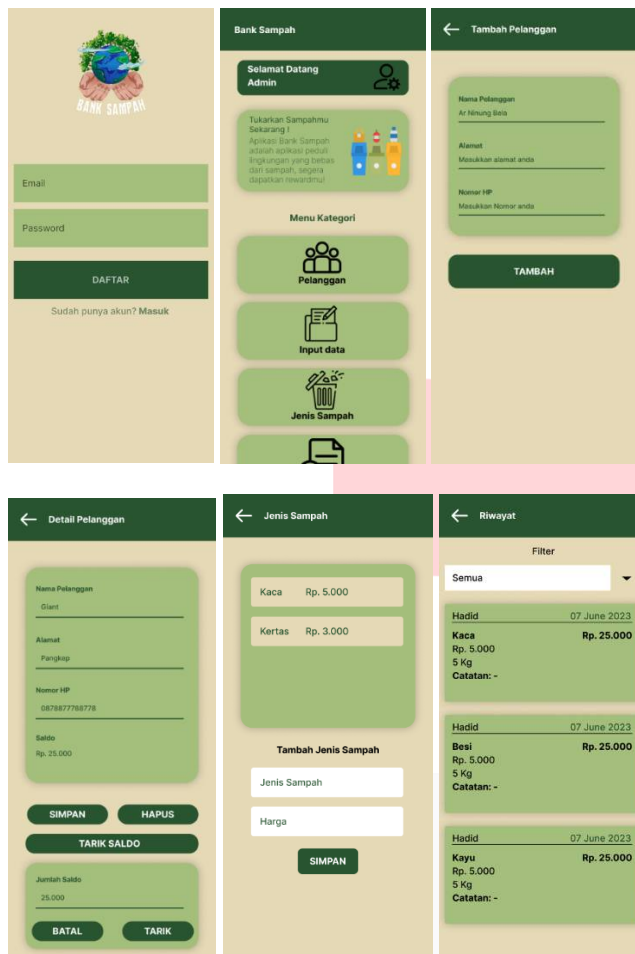 BANK SAMPAH
Email
Password
DAFTAR
Sudah punya akun? Masuk
Bank Sampah
Selamat Datang
Admin
Tukarkan Sampahmu
Sekarang !
Aplikasi Bank Sampah
adalah aplikasi peduli
lingkungan yang bebas
dari sampah, segera
dapatkan rewardmu!
Menu Kategori
Pelanggan
Input data
Jenis Sampah
Tambah Pelanggan
Nama Pelanggan
Ar Ninung Bela
Alamat
Masukkan alamat anda
Nomor HP
Masukkan Nomor anda
TAMBAH
Detail Pelanggan
Nama Pelanggan
Giant
Alamat
Pangkep
Nomor HP
0878877788778
Saldo
Rp. 25.000
SIMPAN HAPUS
TARIK SALDO
Jumlah Saldo
25.000
BATAL TARIK
Jenis Sampah
Kaca Rp. 5.000
Kertas Rp. 3.000
Tambah Jenis Sampah
Jenis Sampah
Harga
SIMPAN
Riwayat
Filter
Semua
Hadid 07 June 2023
Kaca Rp. 25.000
Rp. 5.000
5 Kg
Catatan: -
Hadid 07 June 2023
Besi Rp. 25.000
Rp. 5.000
5 Kg
Catatan: -
Hadid 07 June 2023
Kayu Rp. 25.000
Rp. 5.000
5 Kg
Catatan: -